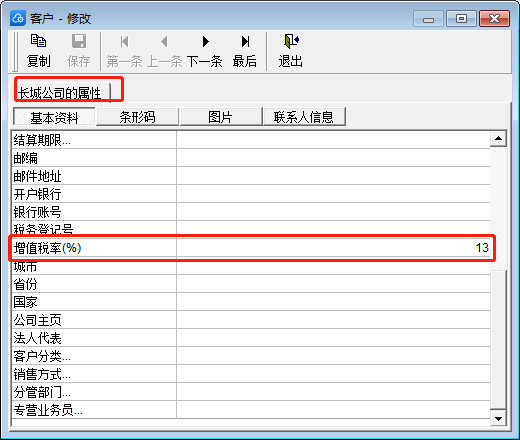 客户 - 修改
复制 保存 第一条 上一条 下一条 最后 退出
长城公司的属性
基本资料 条形码 图片 联系人信息
结算期限...
邮编
邮件地址
开户银行
银行账号
税务登记号
增值税率(%) 13
城市
省份
国家
公司主页
法人代表
客户分类...
销售方式...
分管部门...
专营业务员...